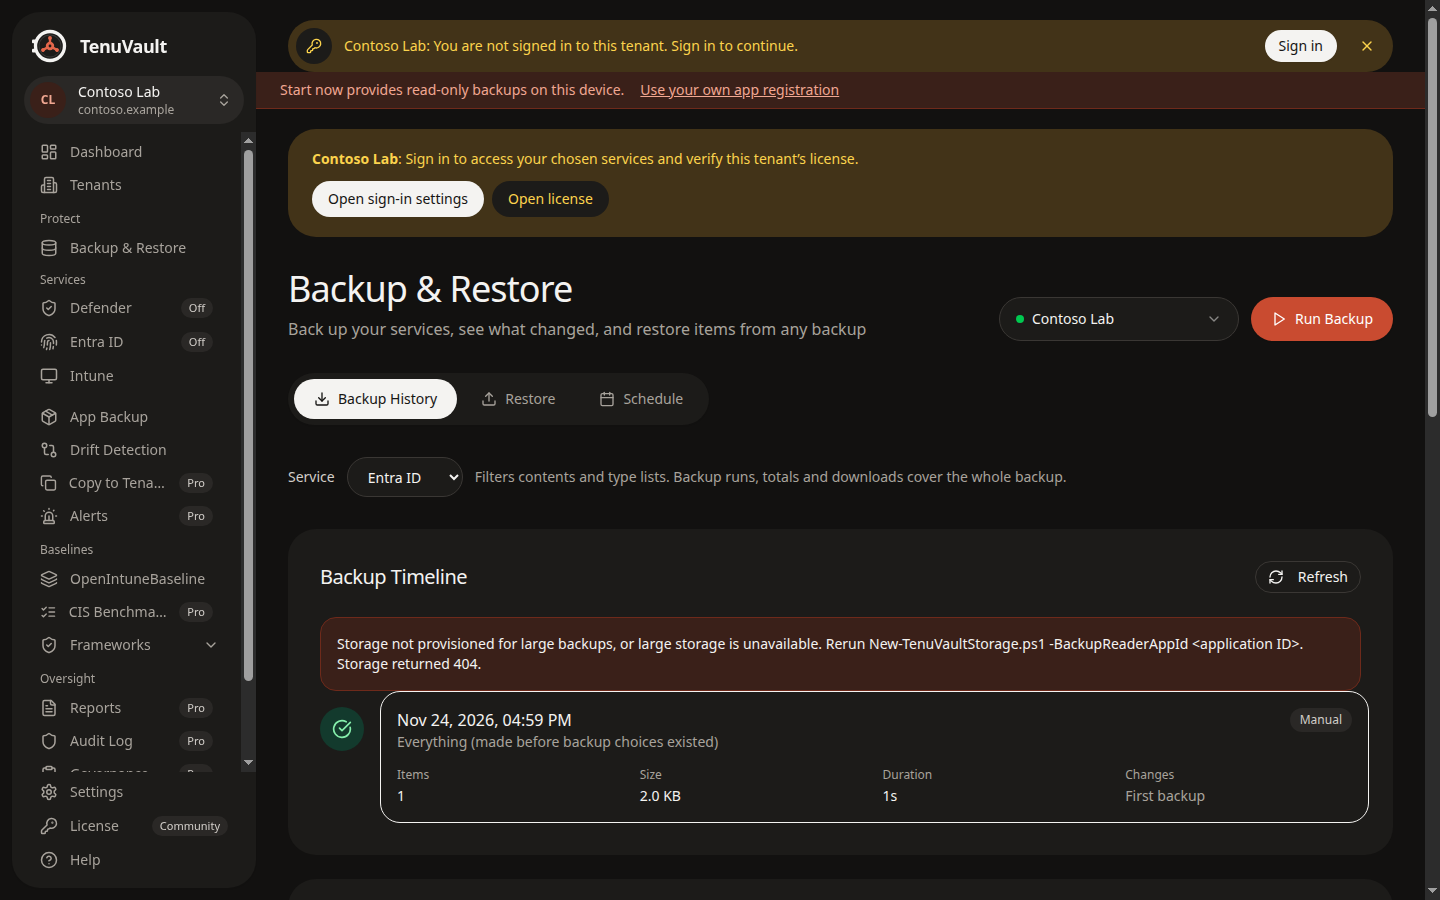 TenuVault
CL
Contoso Lab
contoso.example
Dashboard
Tenants
Protect
Backup & Restore
Services
Defender Off
Entra ID Off
Intune
App Backup
Drift Detection
Copy to Tena... Pro
Alerts Pro
Baselines
OpenIntuneBaseline
CIS Benchma... Pro
Frameworks
Oversight
Reports Pro
Audit Log Pro
Settings
License Community
Help
Contoso Lab: You are not signed in to this tenant. Sign in to continue.
Sign in
Start now provides read-only backups on this device. Use your own app registration
Contoso Lab: Sign in to access your chosen services and verify this tenant’s license.
Open sign-in settings Open license
Backup & Restore
Back up your services, see what changed, and restore items from any backup
Contoso Lab
Run Backup
Backup History Restore Schedule
Service Entra ID Filters contents and type lists. Backup runs, totals and downloads cover the whole backup.
Backup Timeline
Refresh
Storage not provisioned for large backups, or large storage is unavailable. Rerun New-TenuVaultStorage.ps1 -BackupReaderAppId <application ID>.
Storage returned 404.
Nov 24, 2026, 04:59 PM
Manual
Everything (made before backup choices existed)
Items Size Duration Changes
1 2.0 KB 1s First backup